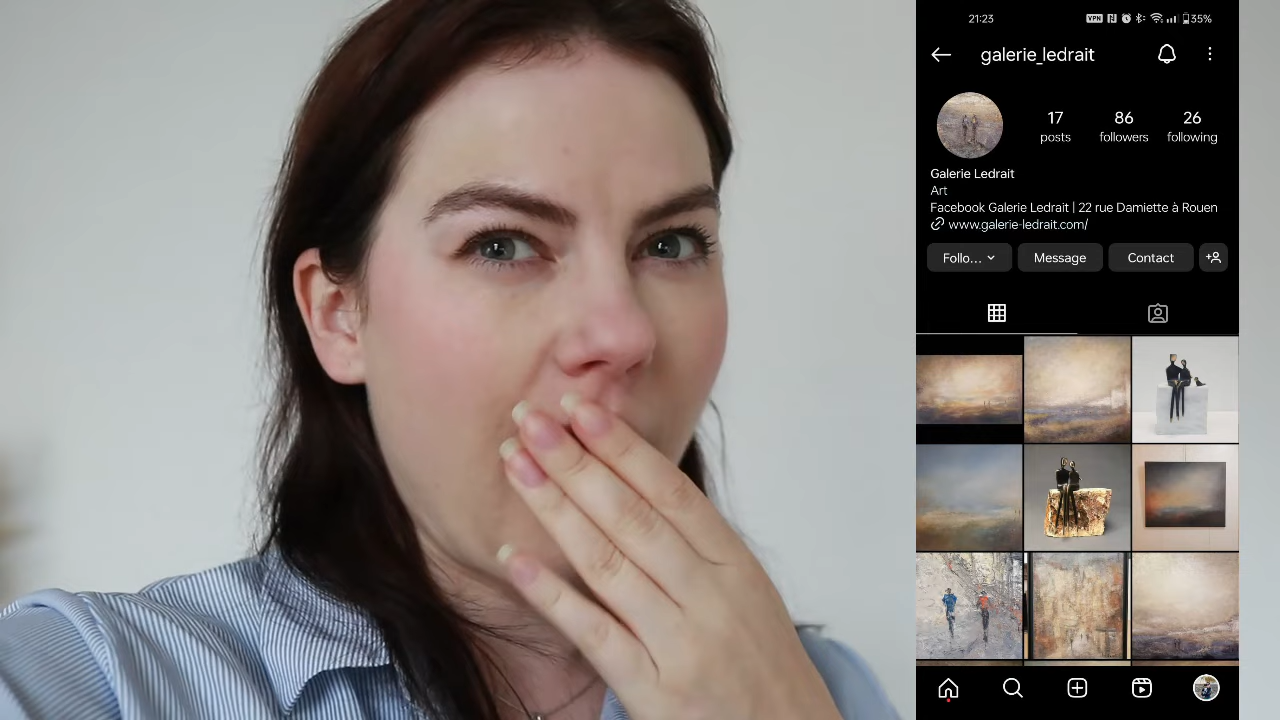 21:23
VPN
35%
galerie_ledrait
17 86 26
posts followers following
Galerie Ledrait
Art
Facebook Galerie Ledrait | 22 rue Damiette à Rouen
www.galerie-ledrait.com/
Follo... Message Contact